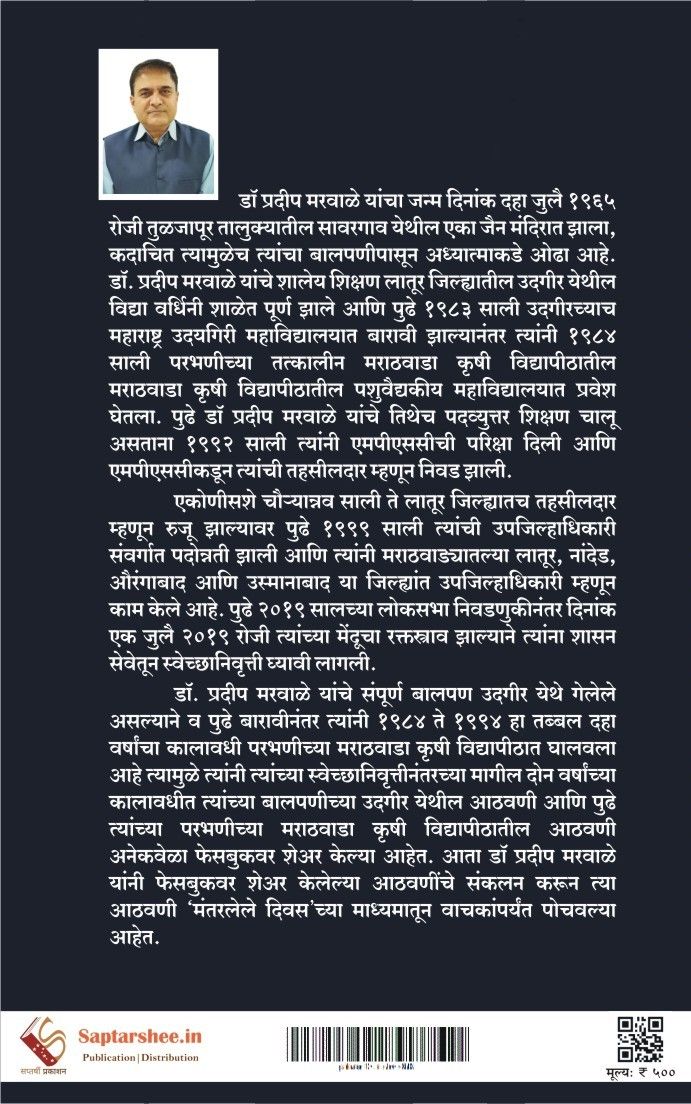 डॉ प्रदीप मरवाळे यांचा जन्म दिनांक दहा जुलै १९६५
रोजी तुळजापूर तालुक्यातील सावरगाव येथील एका जैन मंदिरात झाला,
कदाचित त्यामुळेच त्यांचा बालपणीपासून अध्यात्माकडे ओढा आहे.
डॉ. प्रदीप मरवाळे यांचे शालेय शिक्षण लातूर जिल्ह्यातील उदगीर येथील
विद्या वर्धिनी शाळेत पूर्ण झाले आणि पुढे १९८३ साली उदगीरच्याच
महाराष्ट्र उदयगिरी महाविद्यालयात बारावी झाल्यानंतर त्यांनी १९८४
साली परभणीच्या तत्कालीन मराठवाडा कृषी विद्यापीठातील
मराठवाडा कृषी विद्यापीठातील पशुवैद्यकीय महाविद्यालयात प्रवेश
घेतला. पुढे डॉ प्रदीप मरवाळे यांचे तिथेच पदव्युत्तर शिक्षण चालू
असताना १९९२ साली त्यांनी एमपीएससीची परिक्षा दिली आणि
एमपीएससीकडून त्यांची तहसीलदार म्हणून निवड झाली.
एकोणीसशे चौऱ्यान्नव साली ते लातूर जिल्ह्यातच तहसीलदार
म्हणून रुजू झाल्यावर पुढे १९९९ साली त्यांची उपजिल्हाधिकारी
संवर्गात पदोन्नती झाली आणि त्यांनी मराठवाड्यातल्या लातूर, नांदेड,
औरंगाबाद आणि उस्मानाबाद या जिल्ह्यांत उपजिल्हाधिकारी म्हणून
काम केले आहे. पुढे २०१९ सालच्या लोकसभा निवडणुकीनंतर दिनांक
एक जुलै २०१९ रोजी त्यांच्या मेंदूचा रक्तस्त्राव झाल्याने त्यांना शासन
सेवेतून स्वेच्छानिवृत्ती घ्यावी लागली.
डॉ. प्रदीप मरवाळे यांचे संपूर्ण बालपण उदगीर येथे गेलेले
असल्याने व पुढे बारावीनंतर त्यांनी १९८४ ते १९९४ हा तब्बल दहा
वर्षांचा कालावधी परभणीच्या मराठवाडा कृषी विद्यापीठात घालवला
आहे त्यामुळे त्यांनी त्यांच्या स्वेच्छानिवृत्तीनंतरच्या मागील दोन वर्षांच्या
कालावधीत त्यांच्या बालपणीच्या उदगीर येथील आठवणी आणि पुढे
त्यांच्या परभणीच्या मराठवाडा कृषी विद्यापीठातील आठवणी
अनेकवेळा फेसबुकवर शेअर केल्या आहेत. आता डॉ प्रदीप मरवाळे
यांनी फेसबुकवर शेअर केलेल्या आठवणींचे संकलन करून त्या
आठवणी ‘मंतरलेले दिवस’च्या माध्यमातून वाचकांपर्यंत पोचवल्या
आहेत.
Saptarshee.in
Publication|Distribution
सप्तर्षी प्रकाशन
मूल्य: ₹ ५००